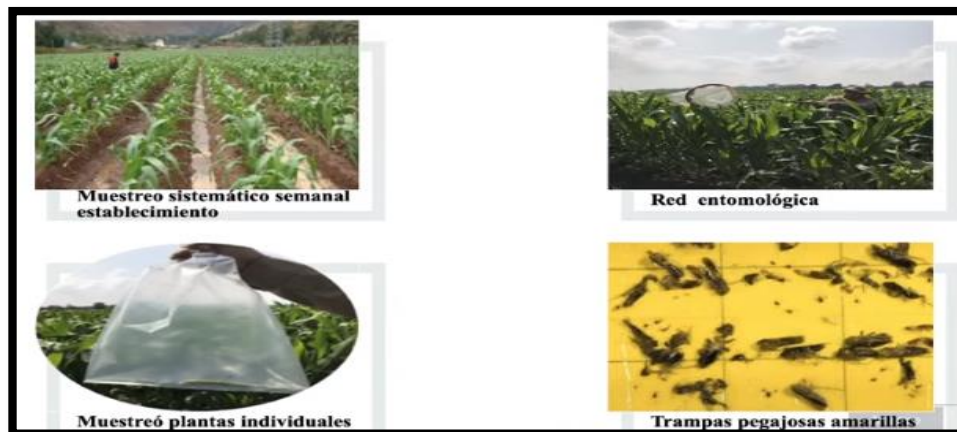 Muestreo sistemático semanal
establecimiento
Red entomológica
Muestreó plantas individuales
Trampas pegajosas amarillas